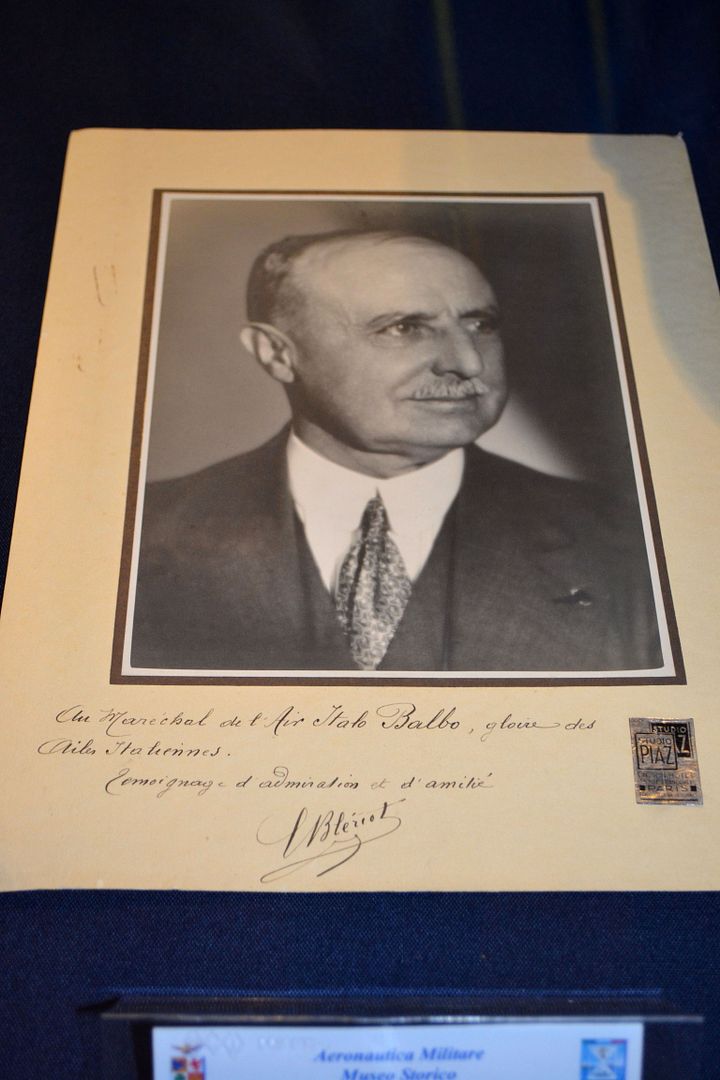 Au Maréchal de l'Air Italo Balbo, gloire des
Ailes Italiennes.
Témoignage d'admiration et d'amitié
L Blériot
STUDIO
Z
STUDIO
PIAZ
PARIS
Aeronautica Militare
Museo Storico